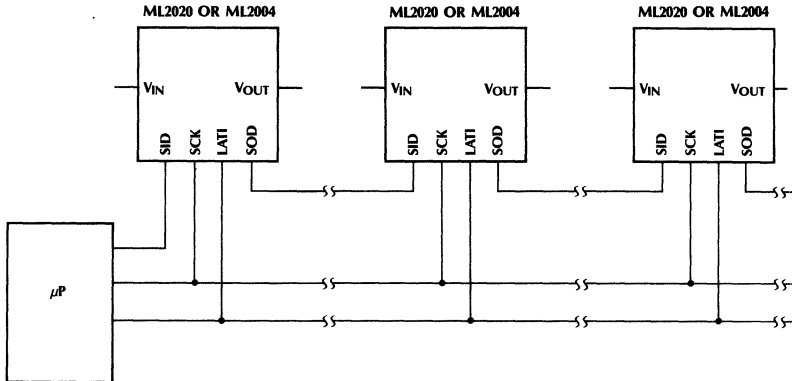 ML2020 OR ML2004 ML2020 OR ML2004 ML2020 OR ML2004
VIN VOUT VIN VOUT VIN VOUT
SID SCK LATI SOD SID SCK LATI SOD SID SCK LATI SOD
μP